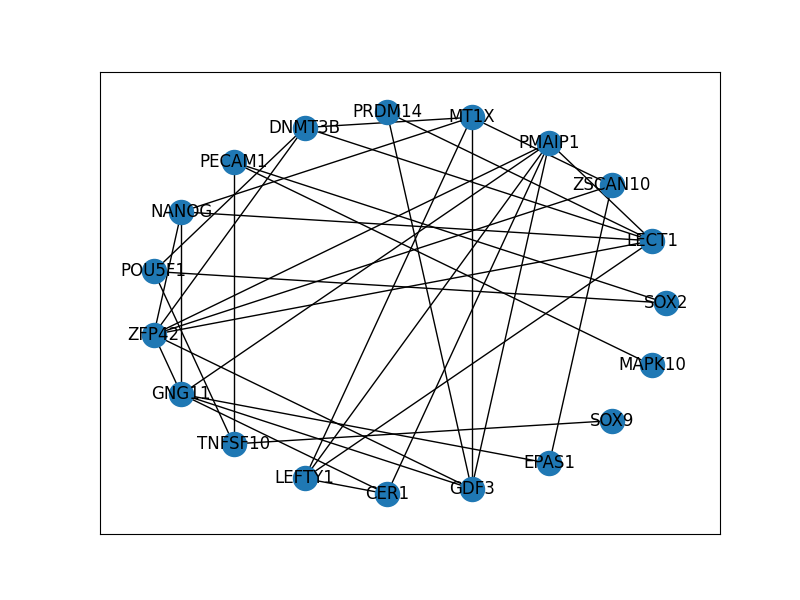 PRDM14
MT1X
DNMT3B
PMAIP1
PECAM1
ZSCAN10
NANOG
LECT1
POU5F1
SOX2
ZFP42
MAPK10
GNG11
SOX9
TNFSF10
EPAS1
LEFTY1
GDF3
CER1